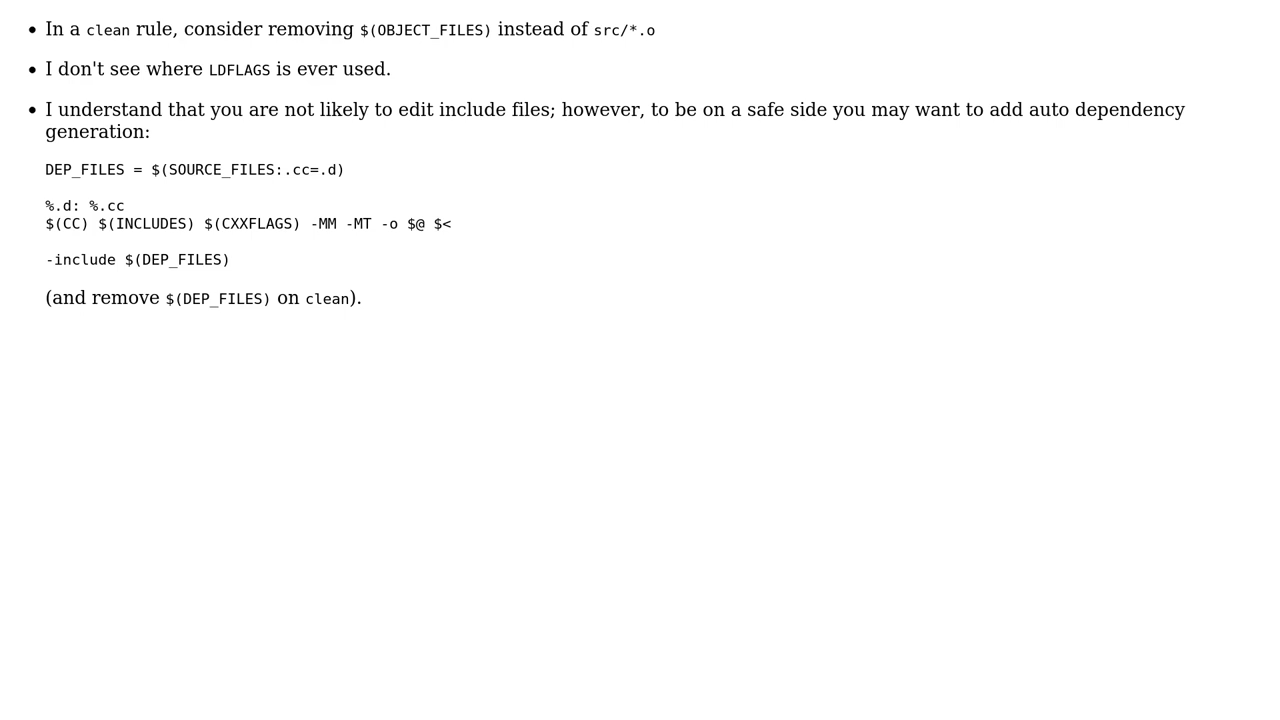 In a clean rule, consider removing $(OBJECT_FILES) instead of src/*.o
I don't see where LDFLAGS is ever used.
I understand that you are not likely to edit include files; however, to be on a safe side you may want to add auto dependency
generation:
DEP_FILES = $(SOURCE_FILES:.cc=.d)
%.d: %.cc
$(CC) $(INCLUDES) $(CXXFLAGS) -MM -MT -o $@ $<
-include $(DEP_FILES)
(and remove $(DEP_FILES) on clean).